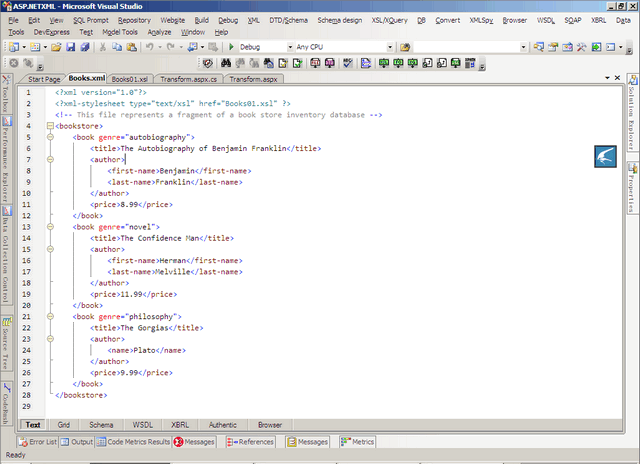 ASP.NETXML - Microsoft Visual Studio
File Edit View SQL Prompt Repository Website Build Debug XML DTD/Schema Schema design XSL/XQuery DB Convert XMLSpy Browser WSDL SOAP XBRL Data
Tools DevExpress Test Model Tools Analyze Window Help
Debug Any CPU
Start Page Books.xml Books01.xsl Transform.aspx.cs Transform.aspx
1 <?xml version="1.0"?>
2 <?xml-stylesheet type="text/xsl" href="Books01.xsl" ?>
3 <!-- This file represents a fragment of a book store inventory database -->
4 <bookstore>
5 <book genre="autobiography">
6 <title>The Autobiography of Benjamin Franklin</title>
7 <author>
8 <first-name>Benjamin</first-name>
9 <last-name>Franklin</last-name>
10 </author>
11 <price>8.99</price>
12 </book>
13 <book genre="novel">
14 <title>The Confidence Man</title>
15 <author>
16 <first-name>Herman</first-name>
17 <last-name>Melville</last-name>
18 </author>
19 <price>11.99</price>
20 </book>
21 <book genre="philosophy">
22 <title>The Gorgias</title>
23 <author>
24 <name>Plato</name>
25 </author>
26 <price>9.99</price>
27 </book>
28 </bookstore>
29
Toolbox
Performance Explorer
Data Collection Control
Source Tree
CodeRush
Solution Explorer
Properties
Text Grid Schema WSDL XBRL Authentic Browser
Error List Output Code Metrics Results Messages References Messages Metrics
Ready